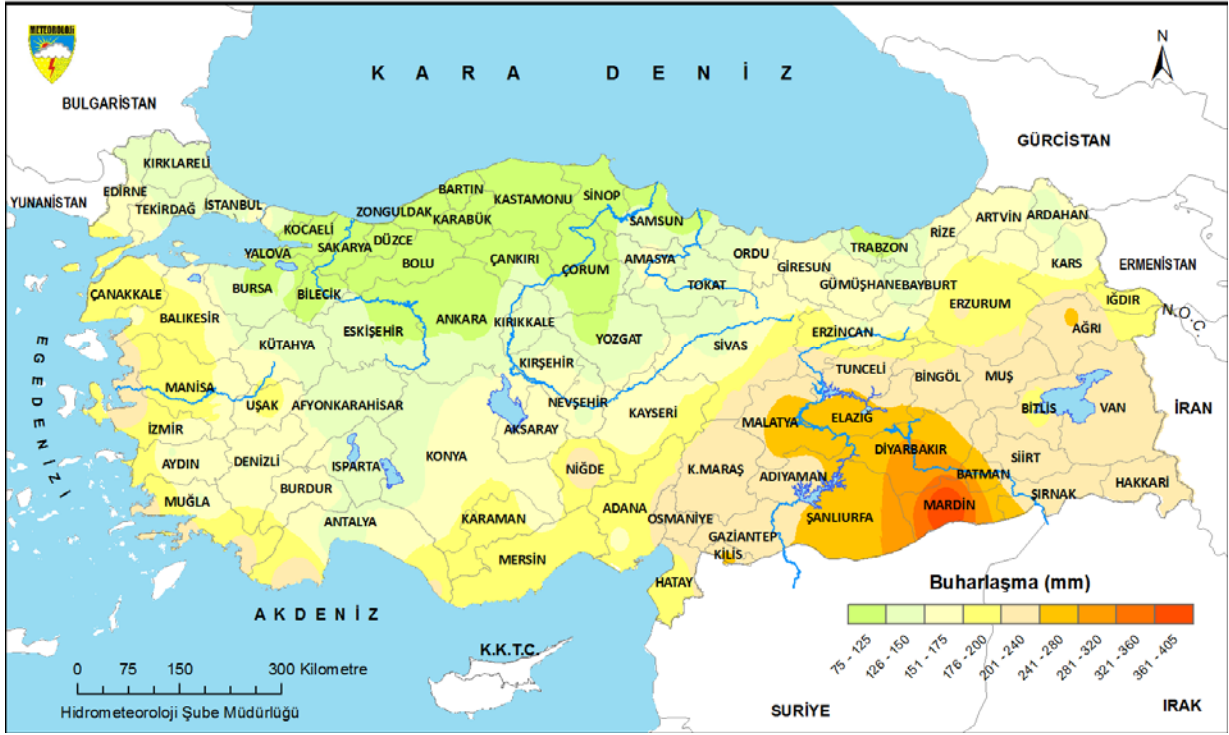 METEOROLOJİ
N
K A R A D E N İ Z
BULGARİSTAN
GÜRCİSTAN
KIRKLARELİ
YUNANİSTAN
EDİRNE
TEKİRDAĞ
İSTANBUL
KOCAELİ
YALOVA
SAKARYA
ZONGULDAK
BARTIN
KARABÜK
KASTAMONU
SİNOP
SAMSUN
DÜZCE
BOLU
ÇANKIRI
ÇORUM
AMASYA
ORDU
GİRESUN
TRABZON
RİZE
ARTVİN
ARDAHAN
KARS
ERMENİSTAN
ÇANAKKALE
BALIKESİR
BURSA
BİLECİK
ESKİŞEHİR
ANKARA
KIRIKKALE
TOKAT
GÜMÜŞHANE
BAYBURT
ERZURUM
IĞDIR
N.O.C.
AĞRI
KÜTAHYA
YOZGAT
SİVAS
ERZİNCAN
TUNCELİ
BİNGÖL
MUŞ
EGE DENİZİ
MANİSA
UŞAK
AFYONKARAHİSAR
KIRŞEHİR
NEVŞEHİR
AKSARAY
KAYSERİ
MALATYA
ELAZIĞ
DİYARBAKIR
BİTLİS
VAN
İRAN
İZMİR
AYDIN
DENİZLİ
ISPARTA
KONYA
NİĞDE
K.MARAŞ
ADIYAMAN
BATMAN
SİİRT
ŞIRNAK
HAKKARİ
MUĞLA
BURDUR
ANTALYA
KARAMAN
MERSİN
ADANA
OSMANİYE
GAZİANTEP
KİLİS
ŞANLIURFA
MARDİN
HATAY
AKDENİZ
K.K.T.C.
SURİYE
IRAK
Buharlaşma (mm)
75 - 125
126 - 150
151 - 175
176 - 200
201 - 240
241 - 280
281 - 320
321 - 360
361 - 405
0 75 150 300 Kilometre
Hidrometeoroloji Şube Müdürlüğü